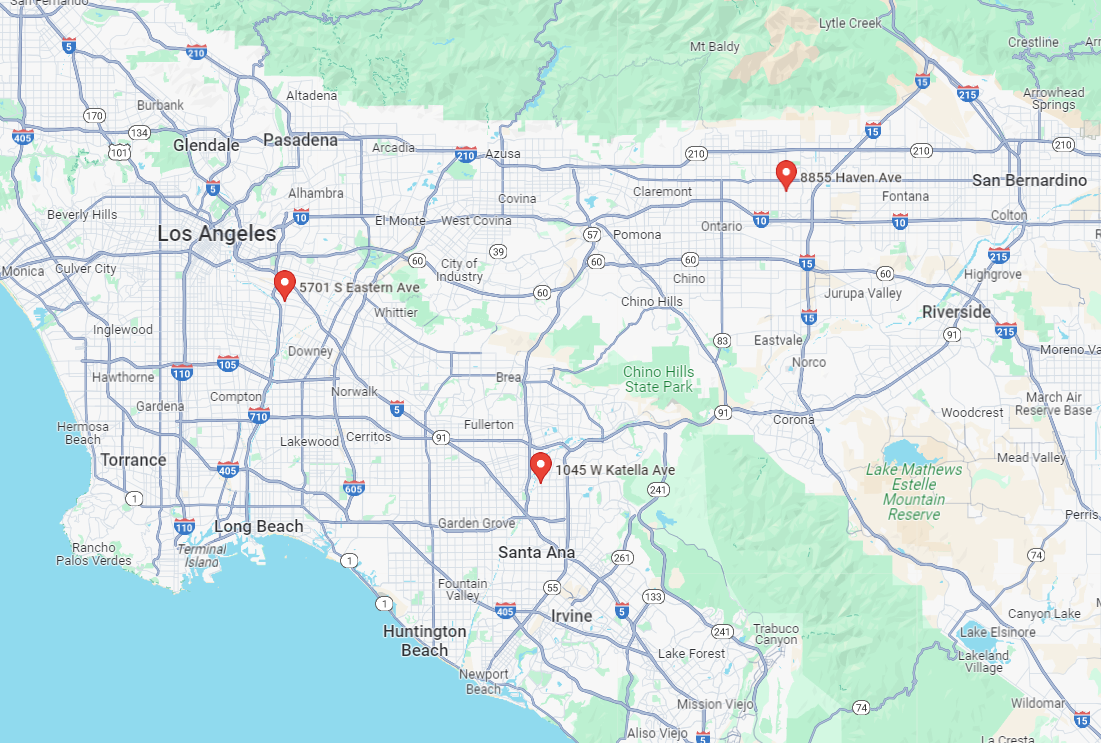 San Fernando
Lytle Creek
5
210
Mt Baldy
Crestline
15
215
Altadena
Arrowhead
Springs
Burbank
170
134
405
101
Glendale
Pasadena
Arcadia
210
Azusa
210
15
210
210
5
Alhambra
Covina
Claremont
8855 Haven Ave
San Bernardino
Fontana
Beverly Hills
10
El Monte
West Covina
Ontario
10
10
Colton
Los Angeles
57
Pomona
39
Monica
Culver City
60
City of
Industry
60
60
Chino
15
60
215
Highgrove
5701 S Eastern Ave
60
Jurupa Valley
Whittier
Chino Hills
15
Riverside
Inglewood
91
215
Downey
83
Eastvale
Moreno Va
105
110
Hawthorne
Brea
Chino Hills
State Park
Norco
Compton
Norwalk
5
March Air
Reserve Base
Gardena
710
91
Woodcrest
Corona
Hermosa
Beach
Lakewood
Cerritos
91
Fullerton
Mead Valley
Torrance
405
1045 W Katella Ave
Lake Mathews
Estelle
Mountain
Reserve
605
241
1
Perris
110
Long Beach
Garden Grove
Rancho
Palos Verdes
Terminal
Island
1
Santa Ana
261
74
Fountain
Valley
55
133
1
405
Irvine
5
Canyon Lake
Huntington
Beach
241
Trabuco
Canyon
Lake Elsinore
Lake Forest
Lakeland
Village
Newport
Beach
Mission Viejo
74
Wildomar
15
Aliso Viejo
5
La Cresta